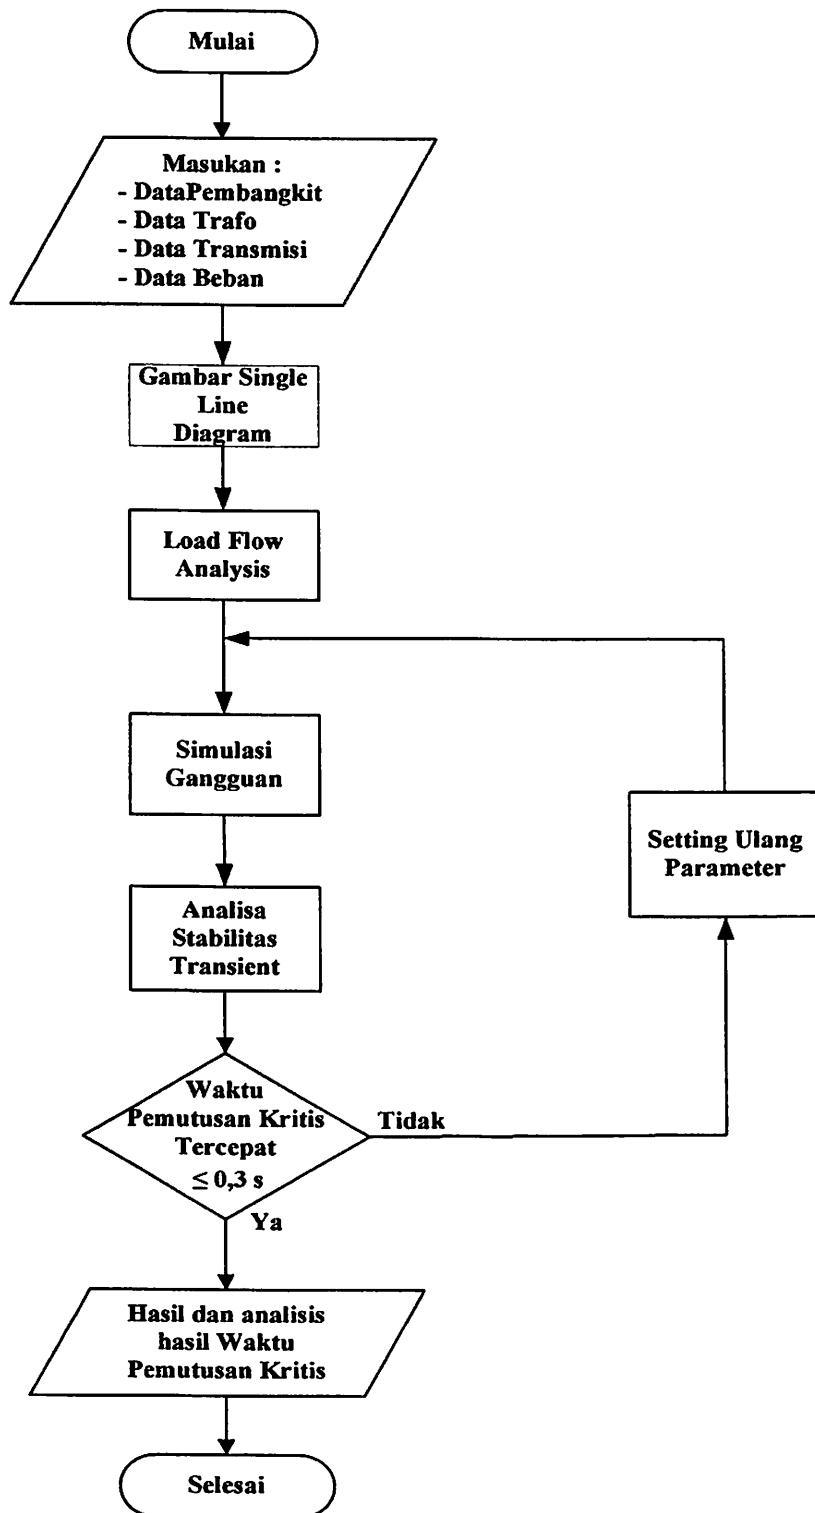 Mulai
Masukan :
- DataPembangkit
- Data Trafo
- Data Transmisi
- Data Beban
Gambar Single
Line
Diagram
Load Flow
Analysis
Simulasi
Gangguan
Setting Ulang
Parameter
Analisa
Stabilitas
Transient
Waktu
Pemutusan Kritis
Tercepat
≤ 0,3 s
Tidak
Ya
Hasil dan analisis
hasil Waktu
Pemutusan Kritis
Selesai